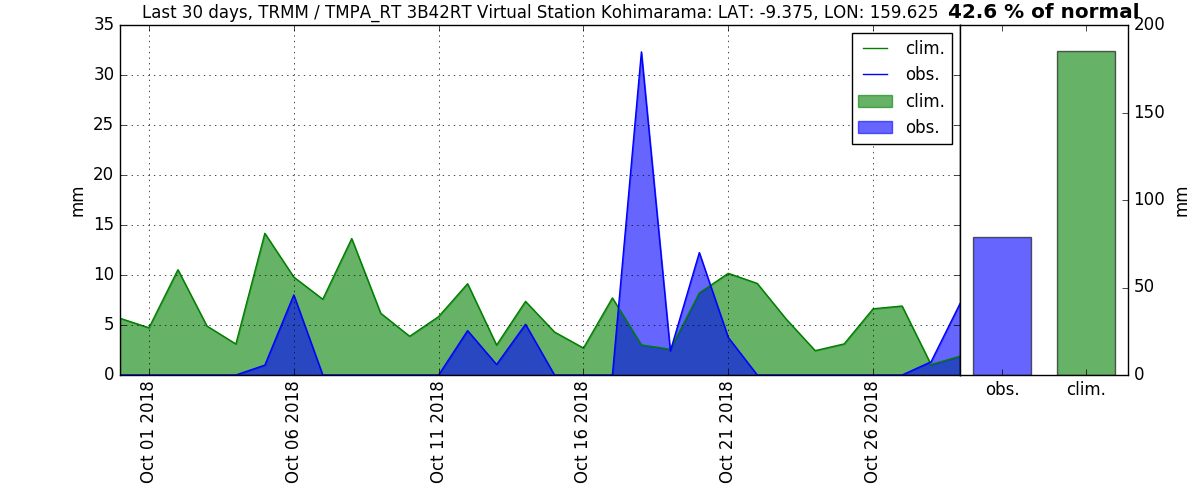 Last 30 days, TRMM / TMPA_RT 3B42RT Virtual Station Kohimarama: LAT: -9.375, LON: 159.625
42.6 % of normal
35
30
25
20
15
10
5
0
mm
clim.
obs.
clim.
obs.
Oct 01 2018
Oct 06 2018
Oct 11 2018
Oct 16 2018
Oct 21 2018
Oct 26 2018
200
150
100
50
0
mm
obs.
clim.